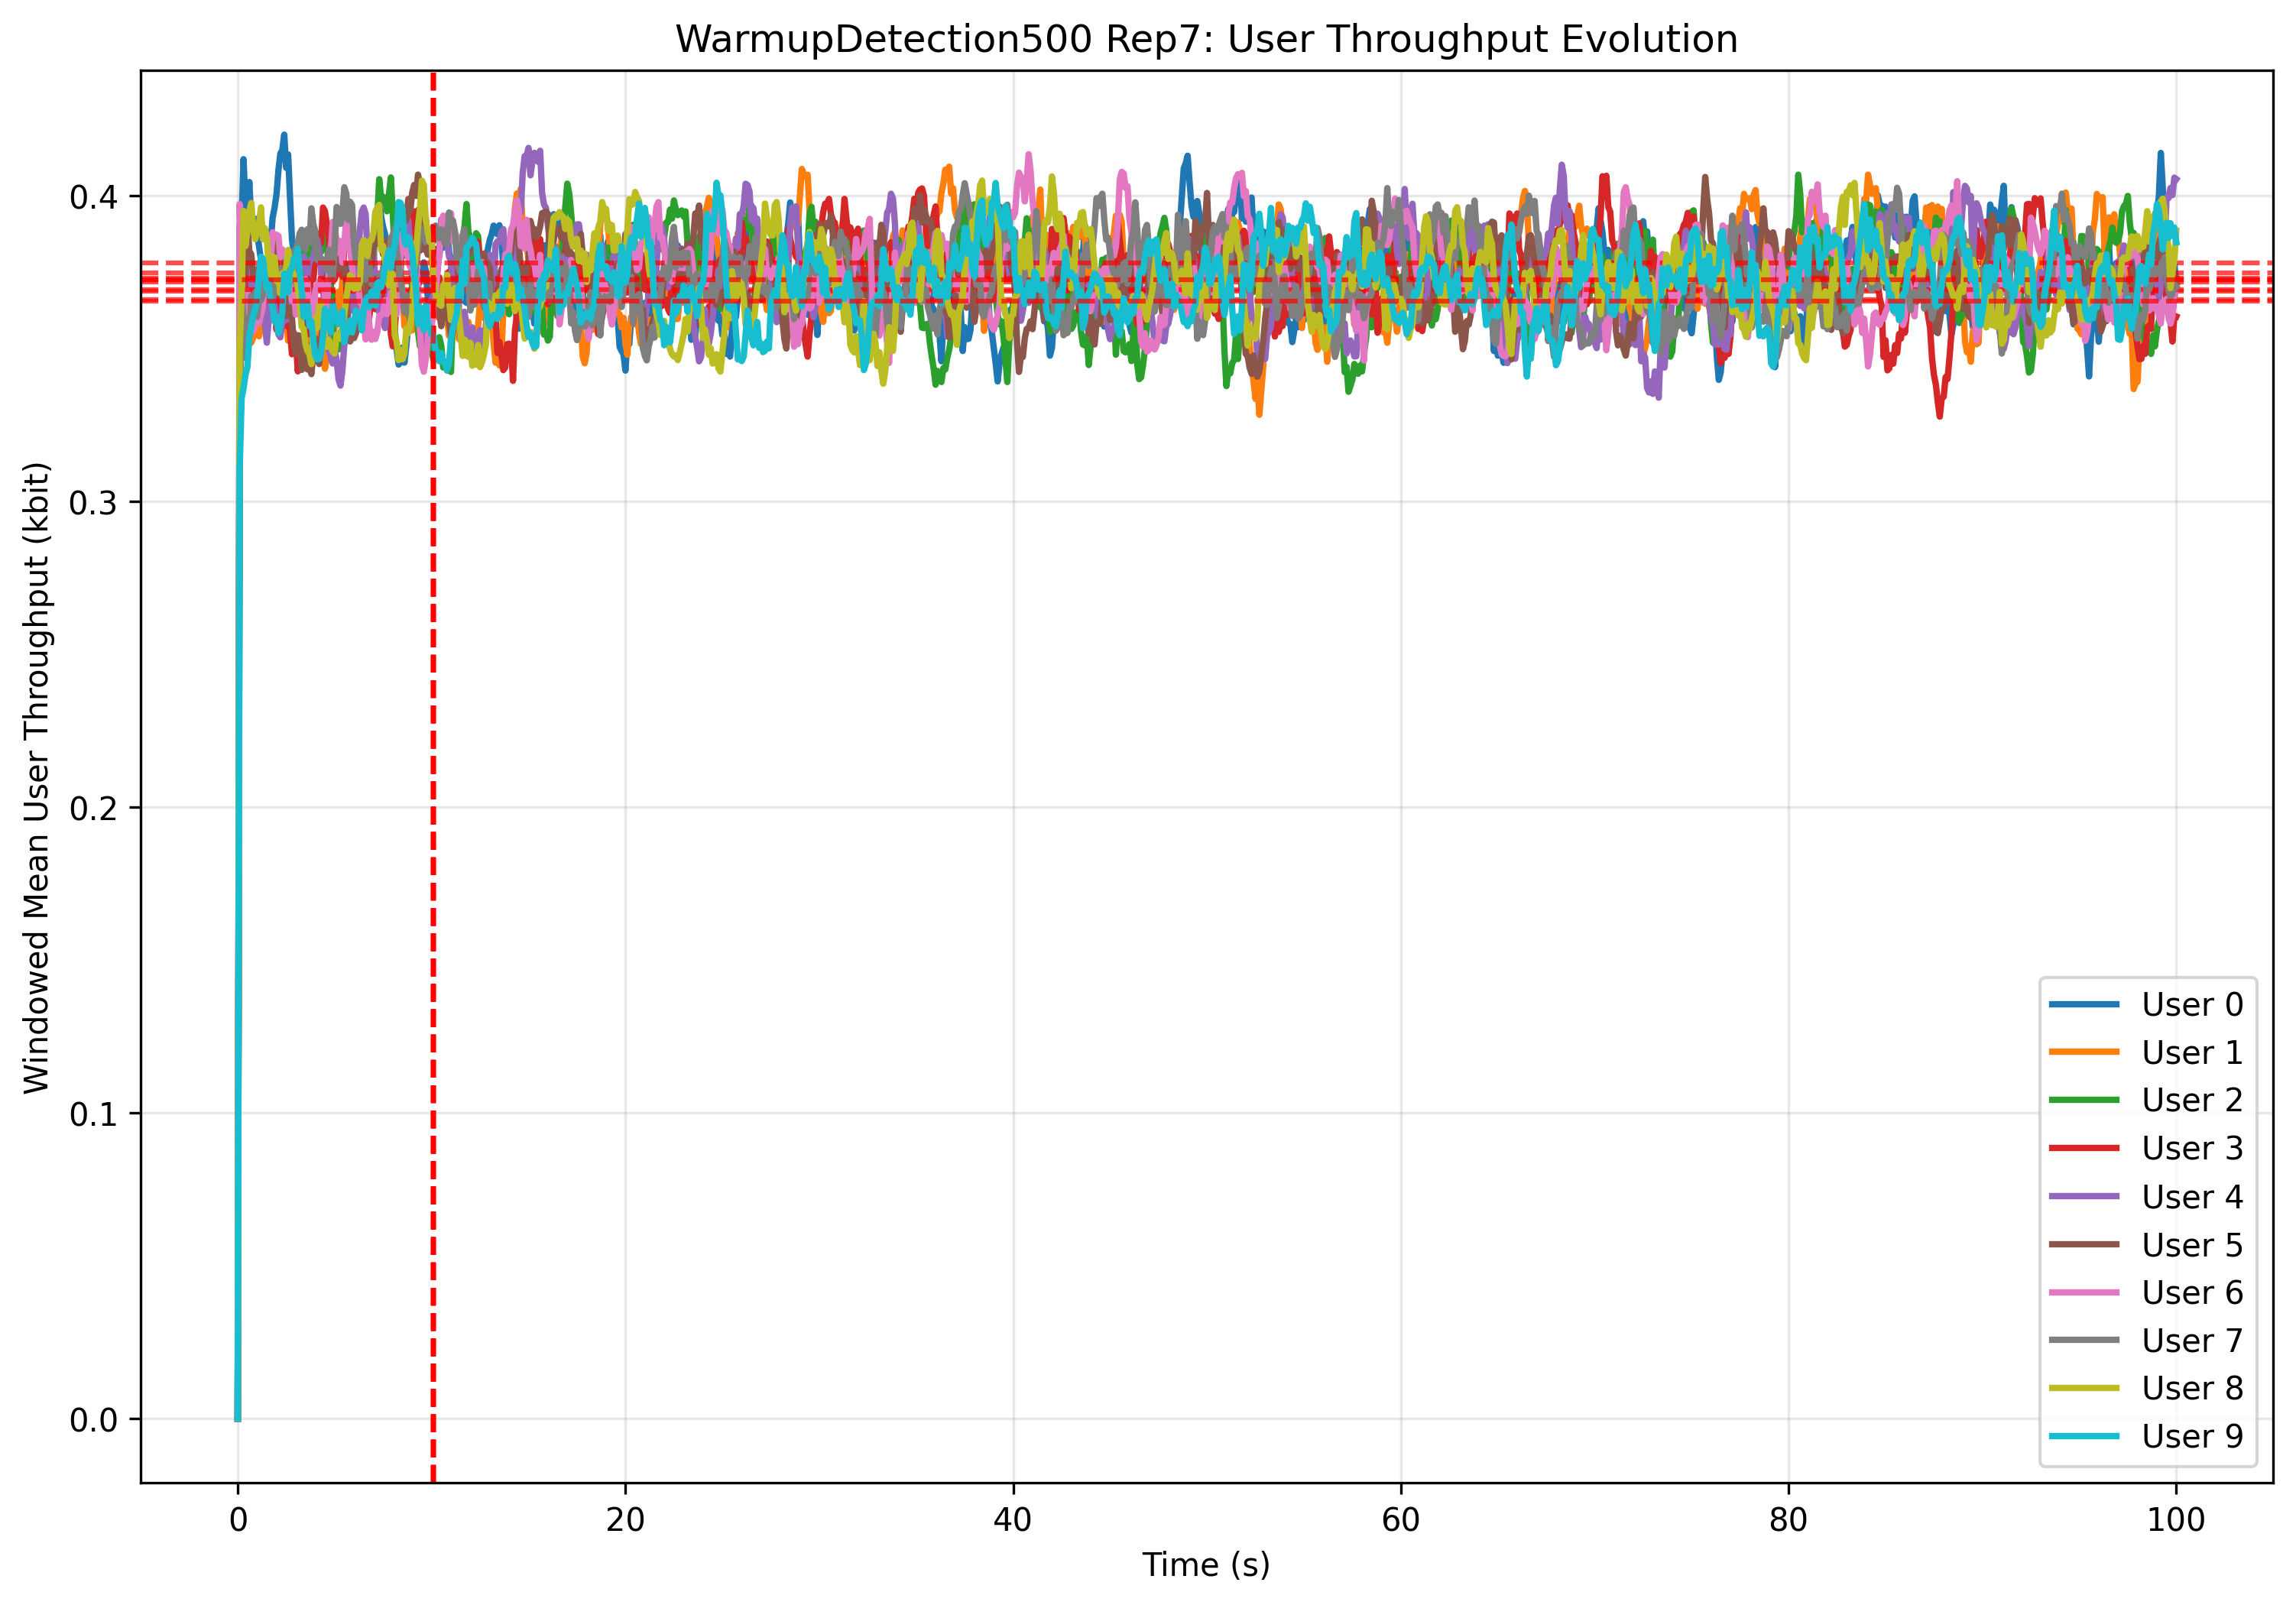 WarmupDetection500 Rep7: User Throughput Evolution
Windowed Mean User Throughput (kbit)
0.4
0.3
0.2
0.1
0.0
0
20
40
60
80
100
Time (s)
User 0
User 1
User 2
User 3
User 4
User 5
User 6
User 7
User 8
User 9